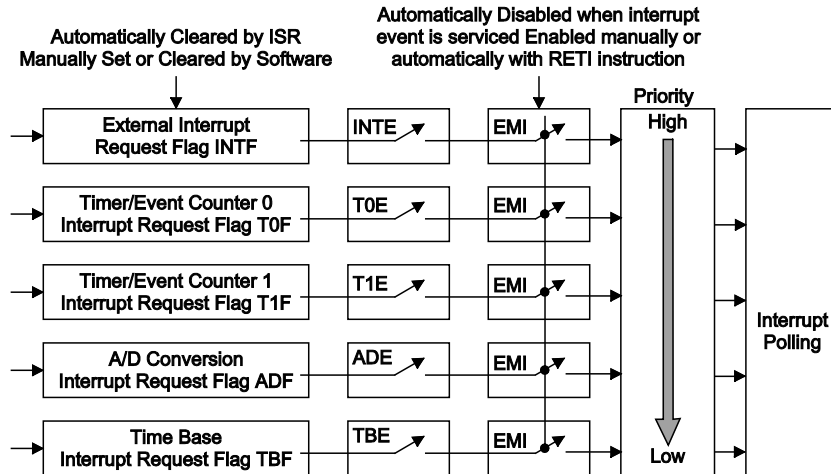 Automatically Cleared by ISR
Manually Set or Cleared by Software
Automatically Disabled when interrupt
event is serviced Enabled manually or
automatically with RETI instruction
Priority
High
External Interrupt
Request Flag INTF
INTE
EMI
Timer/Event Counter 0
Interrupt Request Flag T0F
T0E
EMI
Timer/Event Counter 1
Interrupt Request Flag T1F
T1E
EMI
Interrupt
Polling
A/D Conversion
Interrupt Request Flag ADF
ADE
EMI
Time Base
Interrupt Request Flag TBF
TBE
EMI
Low